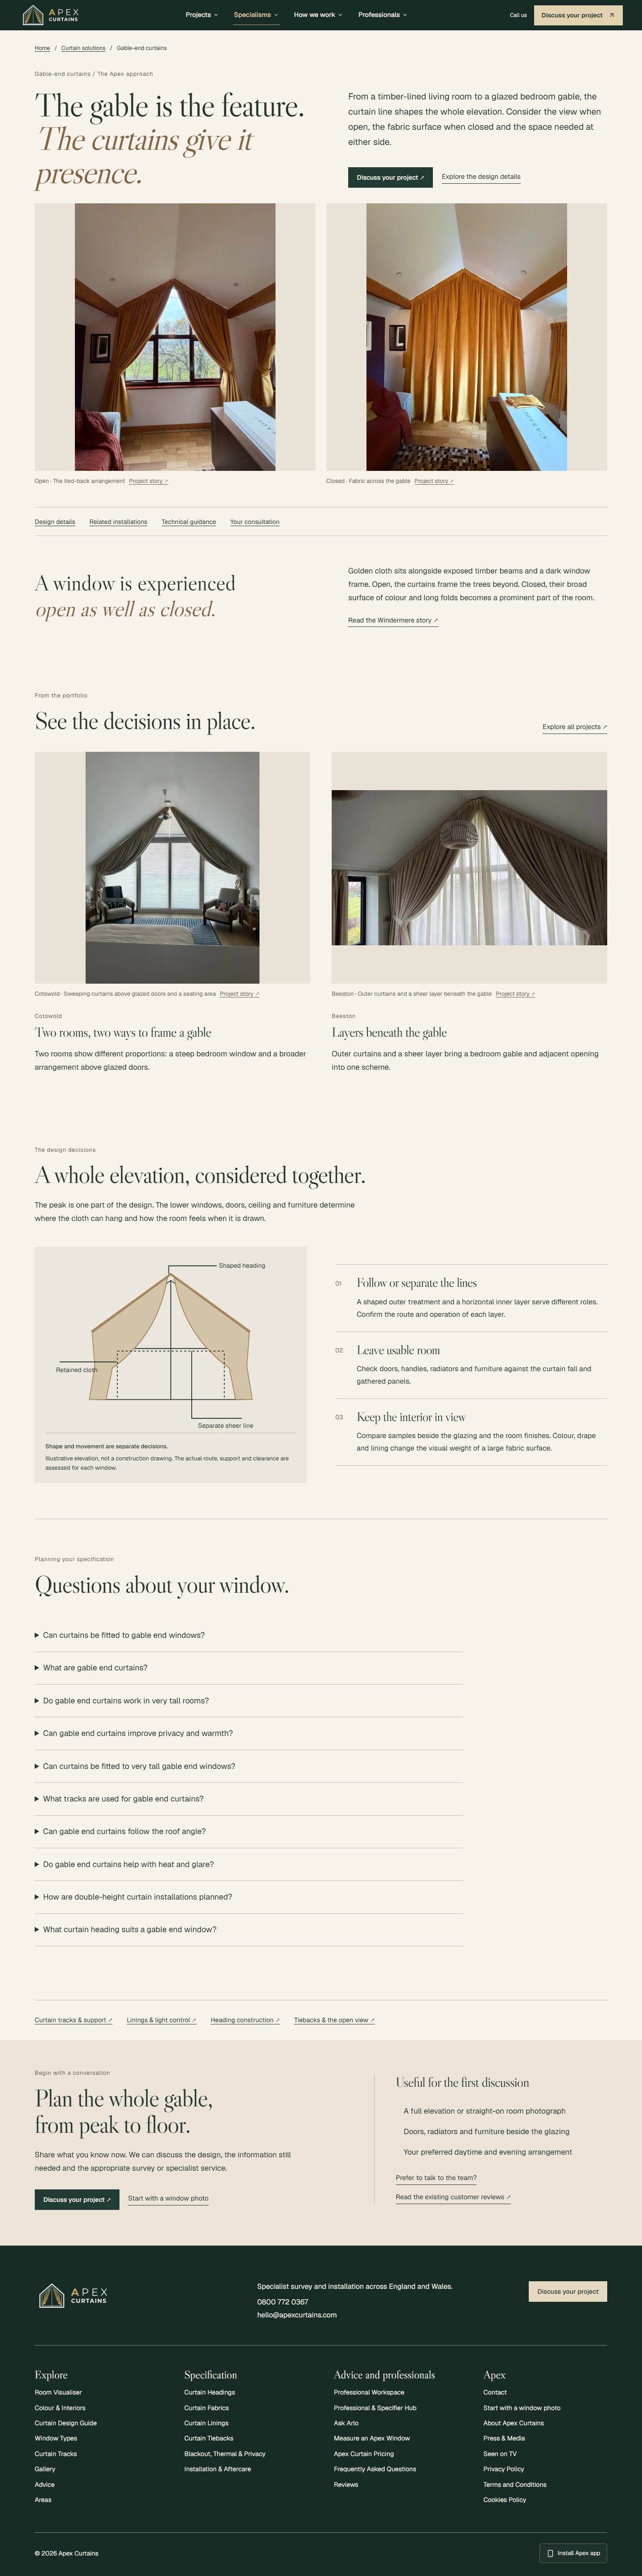 APEX
CURTAINS
Projects
Specialisms
How we work
Professionals
Call us
Discuss your project
Home / Curtain solutions / Gable-end curtains
Gable-end curtains / The Apex approach
The gable is the feature.
The curtains give it
presence.
From a timber-lined living room to a glazed bedroom gable, the
curtain line shapes the whole elevation. Consider the view when
open, the fabric surface when closed and the space needed at
either side.
Discuss your project ↗
Explore the design details
Open · The tied-back arrangement Project story ↗
Closed · Fabric across the gable Project story ↗
Design details
Related installations
Technical guidance
Your consultation
A window is experienced
open as well as closed.
Golden cloth sits alongside exposed timber beams and a dark window
frame. Open, the curtains frame the trees beyond. Closed, their broad
surface of colour and long folds becomes a prominent part of the room.
Read the Windermere story ↗
From the portfolio
See the decisions in place.
Explore all projects ↗
Cotswold · Sweeping curtains above glazed doors and a seating area Project story ↗
Cotswold
Two rooms, two ways to frame a gable
Two rooms show different proportions: a steep bedroom window and a broader
arrangement above glazed doors.
Beeston · Outer curtains and a sheer layer beneath the gable Project story ↗
Beeston
Layers beneath the gable
Outer curtains and a sheer layer bring a bedroom gable and adjacent opening
into one scheme.
The design decisions
A whole elevation, considered together.
The peak is one part of the design. The lower windows, doors, ceiling and furniture determine
where the cloth can hang and how the room feels when it is drawn.
Shaped heading
Retained cloth
Separate sheer line
Shape and movement are separate decisions.
Illustrative elevation, not a construction drawing. The actual route, support and clearance are
assessed for each window.
01
Follow or separate the lines
A shaped outer treatment and a horizontal inner layer serve different roles.
Confirm the route and operation of each layer.
02
Leave usable room
Check doors, handles, radiators and furniture against the curtain fall and
gathered panels.
03
Keep the interior in view
Compare samples beside the glazing and the room finishes. Colour, drape
and lining change the visual weight of a large fabric surface.
Planning your specification
Questions about your window.
Can curtains be fitted to gable end windows?
What are gable end curtains?
Do gable end curtains work in very tall rooms?
Can gable end curtains improve privacy and warmth?
Can curtains be fitted to very tall gable end windows?
What tracks are used for gable end curtains?
Can gable end curtains follow the roof angle?
Do gable end curtains help with heat and glare?
How are double-height curtain installations planned?
What curtain heading suits a gable end window?
Curtain tracks & support ↗
Linings & light control ↗
Heading construction ↗
Tiebacks & the open view ↗
Begin with a conversation
Plan the whole gable,
from peak to floor.
Share what you know now. We can discuss the design, the information still
needed and the appropriate survey or specialist service.
Discuss your project ↗
Start with a window photo
Useful for the first discussion
A full elevation or straight-on room photograph
Doors, radiators and furniture beside the glazing
Your preferred daytime and evening arrangement
Prefer to talk to the team?
Read the existing customer reviews ↗
APEX
CURTAINS
Specialist survey and installation across England and Wales.
0800 772 0367
hello@apexcurtains.com
Discuss your project
Explore
Room Visualiser
Colour & Interiors
Curtain Design Guide
Window Types
Curtain Tracks
Gallery
Advice
Areas
Specification
Curtain Headings
Curtain Fabrics
Curtain Linings
Curtain Tiebacks
Blackout, Thermal & Privacy
Installation & Aftercare
Advice and professionals
Professional Workspace
Professional & Specifier Hub
Ask Arlo
Measure an Apex Window
Apex Curtain Pricing
Frequently Asked Questions
Reviews
Apex
Contact
Start with a window photo
About Apex Curtains
Press & Media
Seen on TV
Privacy Policy
Terms and Conditions
Cookies Policy
© 2026 Apex Curtains
Install Apex app